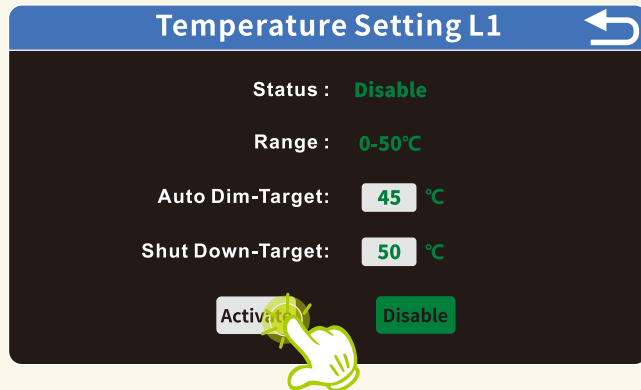 Temperature Setting L1
Status : Disable
Range : 0-50℃
Auto Dim-Target: 45 ℃
Shut Down-Target: 50 ℃
Activate Disable